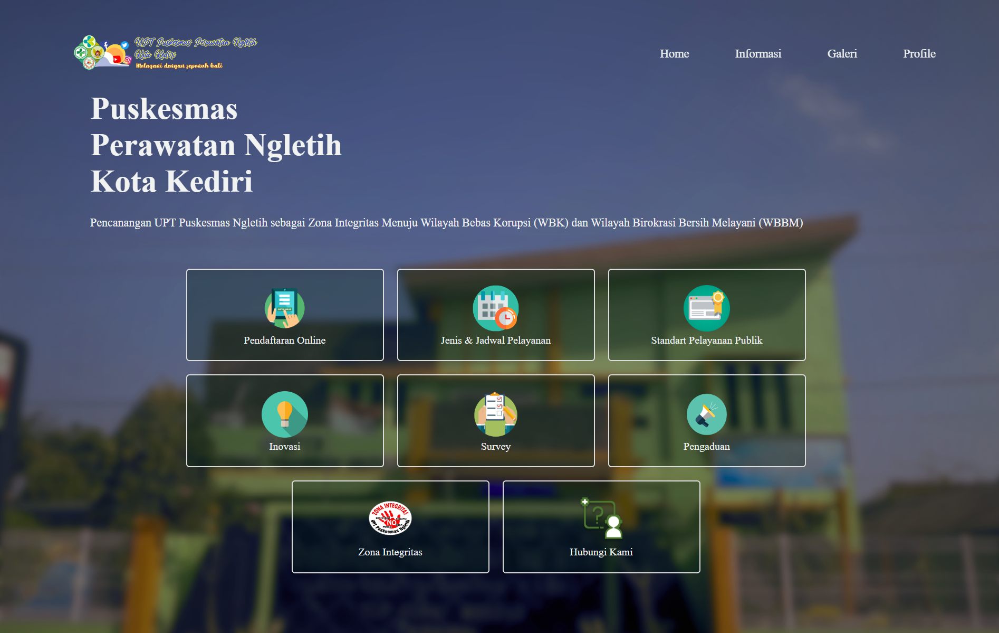 UPT Puskesmas Perawatan Ngletih
Kota Kediri
Melayani dengan sepenuh hati
Home
Informasi
Galeri
Profile
Puskesmas
Perawatan Ngletih
Kota Kediri
Pencanangan UPT Puskesmas Ngletih sebagai Zona Integritas Menuju Wilayah Bebas Korupsi (WBK) dan Wilayah Birokrasi Bersih Melayani (WBBM)
Pendaftaran Online
Jenis & Jadwal Pelayanan
Standart Pelayanan Publik
Inovasi
Survey
Pengaduan
ZONA INTEGRITAS
KORUPSI
NO
UPT Puskesmas Ngletih
Zona Integritas
Hubungi Kami